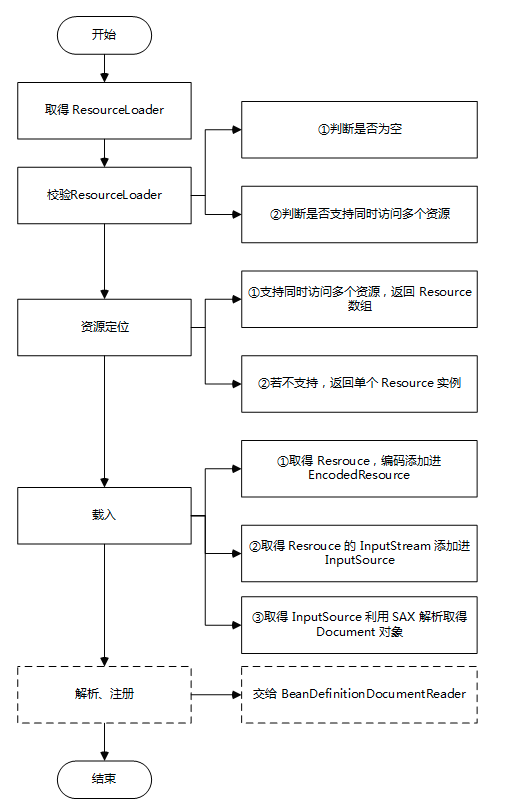 开始
取得 ResourceLoader
①判断是否为空
校验ResourceLoader
②判断是否支持同时访问多个资源
①支持同时访问多个资源，返回 Resource
数组
资源定位
②若不支持，返回单个 Resource 实例
①取得 Resrouce，编码添加进
EncodedResource
载入
②取得 Resrouce 的 InputStream 添加进
InputSource
③取得 InputSource 利用 SAX 解析取得
Document 对象
解析、注册
交给 BeanDefinitionDocumentReader
结束